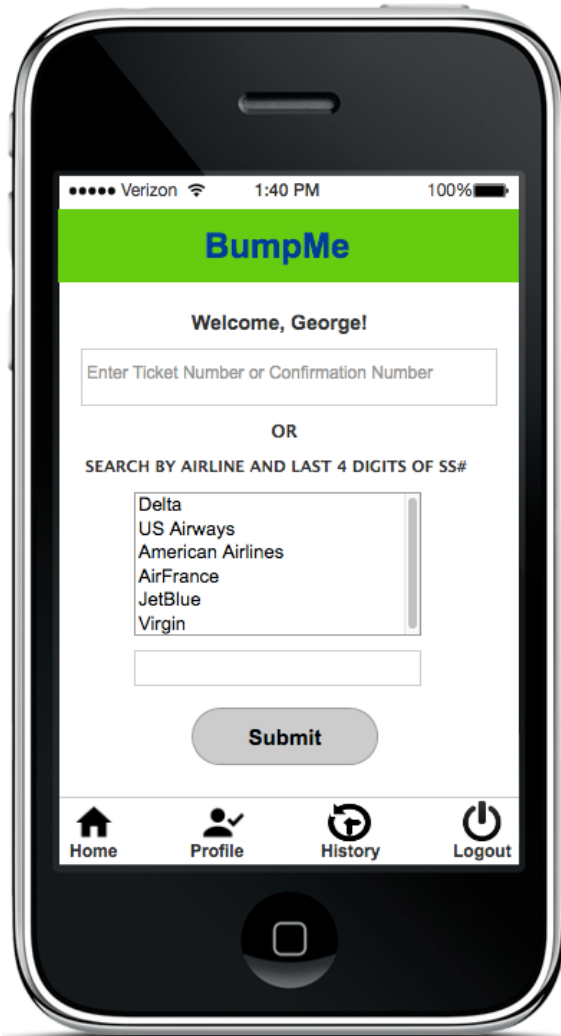 Verizon 1:40 PM 100%
BumpMe
Welcome, George!
Enter Ticket Number or Confirmation Number
OR
SEARCH BY AIRLINE AND LAST 4 DIGITS OF SS#
Delta
US Airways
American Airlines
AirFrance
JetBlue
Virgin
Submit
Home Profile History Logout